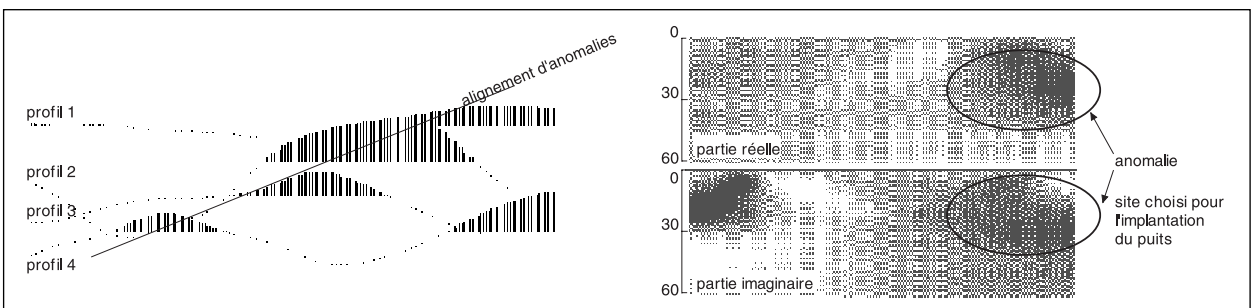 alignement d'anomalies
profil 1
profil 2
profil 3
profil 4
0
30
60
partie réelle
0
30
60
partie imaginaire
anomalie
site choisi pour
l'implantation
du puits